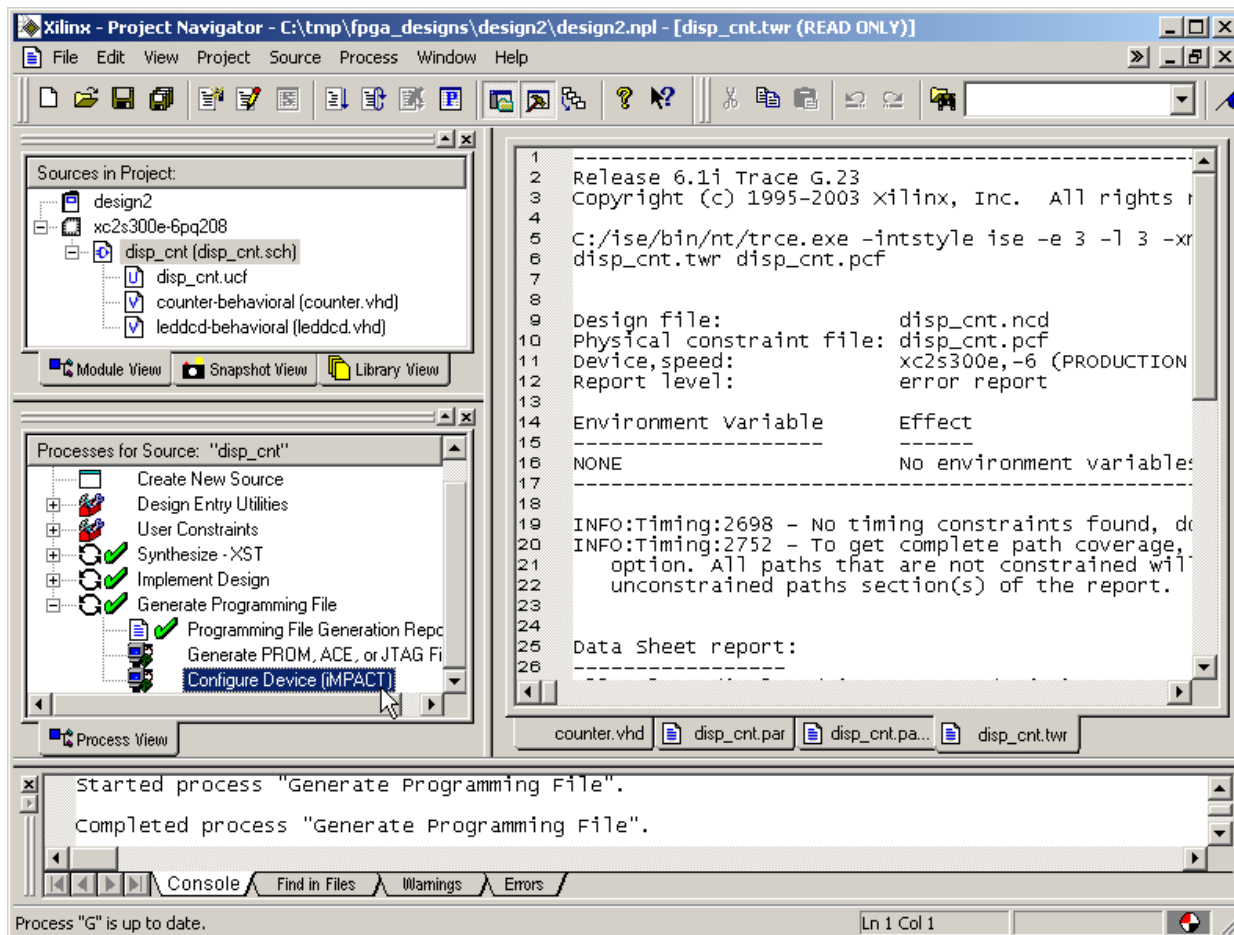 Xilinx - Project Navigator - C:\tmp\fpga_designs\design2\design2.npl - [disp_cnt.twr (READ ONLY)]
File Edit View Project Source Process Window Help
Sources in Project:
design2
xc2s300e-6pq208
disp_cnt (disp_cnt.sch)
disp_cnt.ucf
counter-behavioral (counter.vhd)
leddcd-behavioral (leddcd.vhd)
Module View Snapshot View Library View
Processes for Source: "disp_cnt"
Create New Source
Design Entry Utilities
User Constraints
Synthesize - XST
Implement Design
Generate Programming File
Programming File Generation Repo
Generate PROM, ACE, or JTAG Fi
Configure Device (iMPACT)
Process View
1 ------------------------------------------------
2 Release 6.1i Trace G.23
3 Copyright (c) 1995-2003 Xilinx, Inc. All rights r
4
5 C:/ise/bin/nt/trce.exe -intstyle ise -e 3 -l 3 -xm
6 disp_cnt.twr disp_cnt.pcf
7
8
9 Design file: disp_cnt.ncd
10 Physical constraint file: disp_cnt.pcf
11 Device,speed: xc2s300e,-6 (PRODUCTION
12 Report level: error report
13
14 Environment Variable Effect
15 -------------------- ------
16 NONE No environment variables
17 ------------------------------------------------
18
19 INFO:Timing:2698 - No timing constraints found, do
20 INFO:Timing:2752 - To get complete path coverage,
21 option. All paths that are not constrained will
22 unconstrained paths section(s) of the report.
23
24
25 Data Sheet report:
26 -----------------
counter.vhd disp_cnt.par disp_cnt.pa... disp_cnt.twr
Started process "Generate Programming File".
Completed process "Generate Programming File".
Console Find in Files Warnings Errors
Process "G" is up to date. Ln 1 Col 1